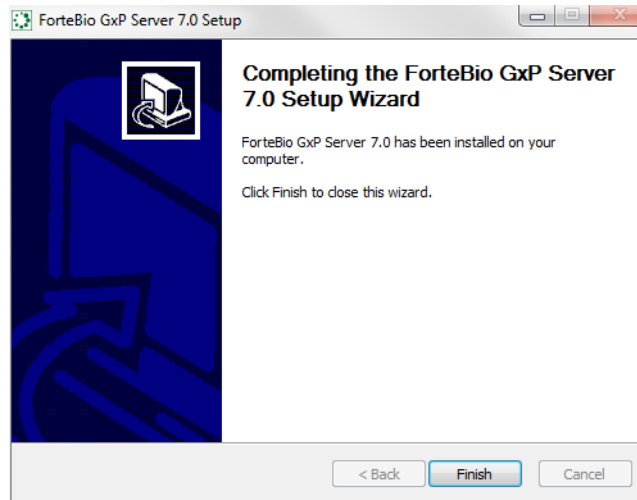 ForteBio GxP Server 7.0 Setup
Completing the ForteBio GxP Server
7.0 Setup Wizard
ForteBio GxP Server 7.0 has been installed on your
computer.
Click Finish to close this wizard.
< Back
Finish
Cancel